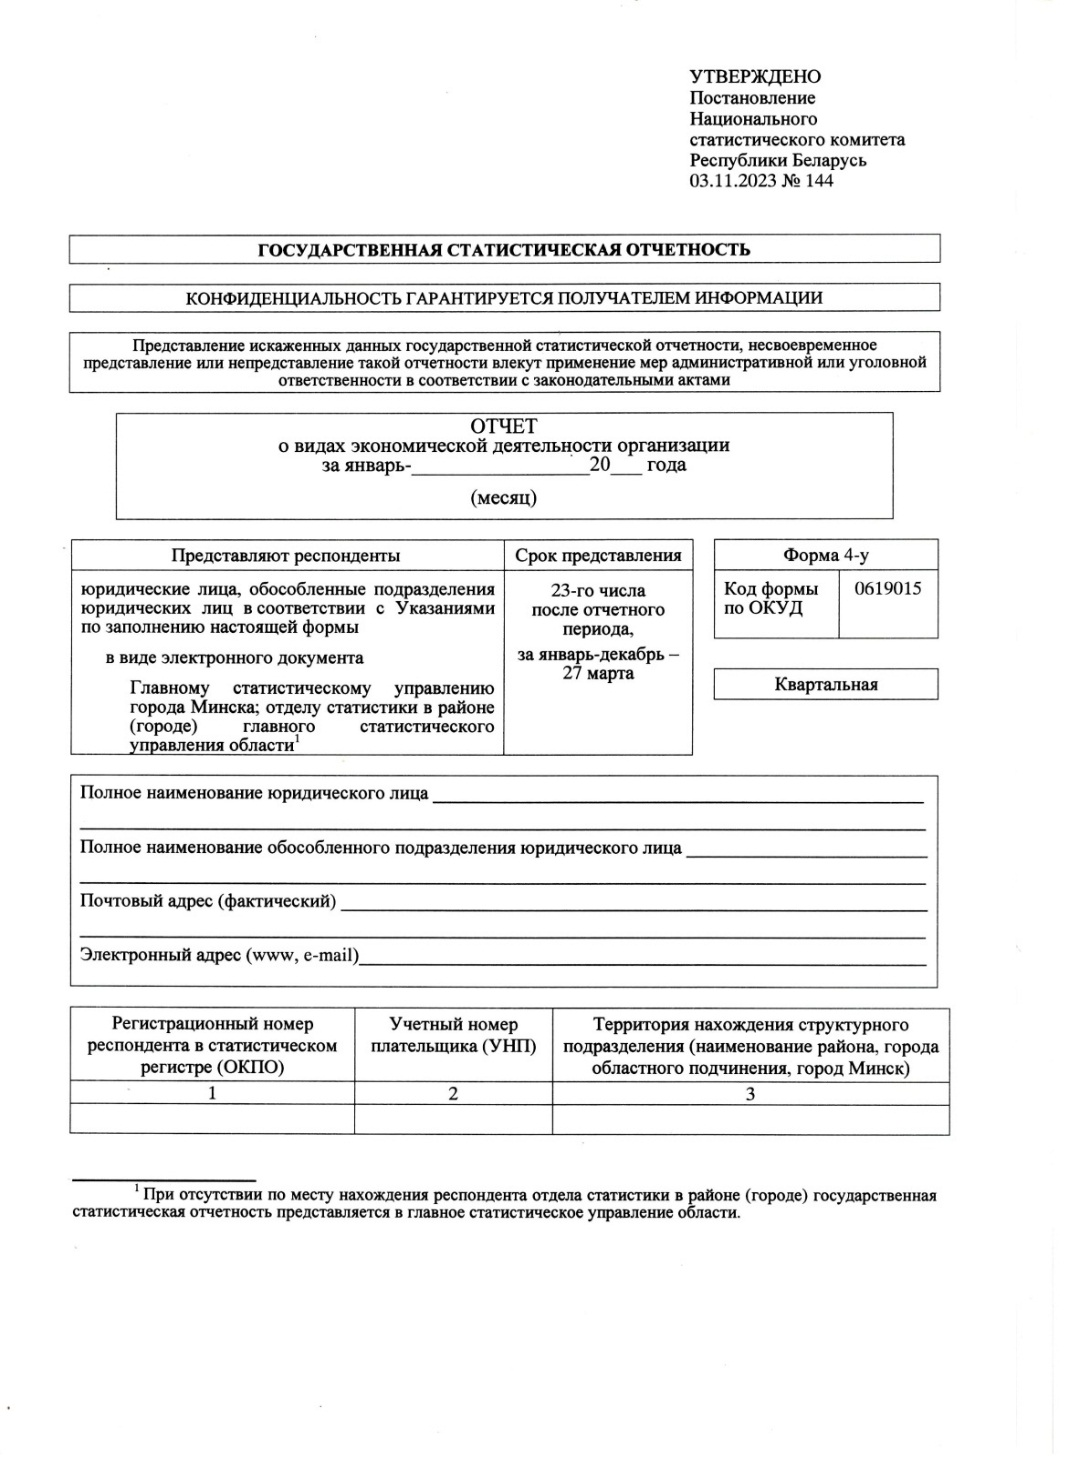 УТВЕРЖДЕНО
Постановление
Национального
статистического комитета
Республики Беларусь
03.11.2023 № 144
ГОСУДАРСТВЕННАЯ СТАТИСТИЧЕСКАЯ ОТЧЕТНОСТЬ
КОНФИДЕНЦИАЛЬНОСТЬ ГАРАНТИРУЕТСЯ ПОЛУЧАТЕЛЕМ ИНФОРМАЦИИ
Представление искаженных данных государственной статистической отчетности, несвоевременное
представление или непредставление такой отчетности влекут применение мер административной или уголовной
ответственности в соответствии с законодательными актами
ОТЧЕТ
о видах экономической деятельности организации
за январь-__________________20___ года
(месяц)
Представляют респонденты
юридические лица, обособленные подразделения
юридических лиц в соответствии с Указаниями
по заполнению настоящей формы
в виде электронного документа
Главному статистическому управлению
города Минска; отделу статистики в районе
(городе) главного статистического
управления области¹
Срок представления
23-го числа
после отчетного
периода,
за январь-декабрь –
27 марта
Форма 4-у
Код формы
по ОКУД
0619015
Квартальная
Полное наименование юридического лица
Полное наименование обособленного подразделения юридического лица
Почтовый адрес (фактический)
Электронный адрес (www, e-mail)
Регистрационный номер
респондента в статистическом
регистре (ОКПО)
Учетный номер
плательщика (УНП)
Территория нахождения структурного
подразделения (наименование района, города
областного подчинения, город Минск)
1
2
3
¹ При отсутствии по месту нахождения респондента отдела статистики в районе (городе) государственная
статистическая отчетность представляется в главное статистическое управление области.